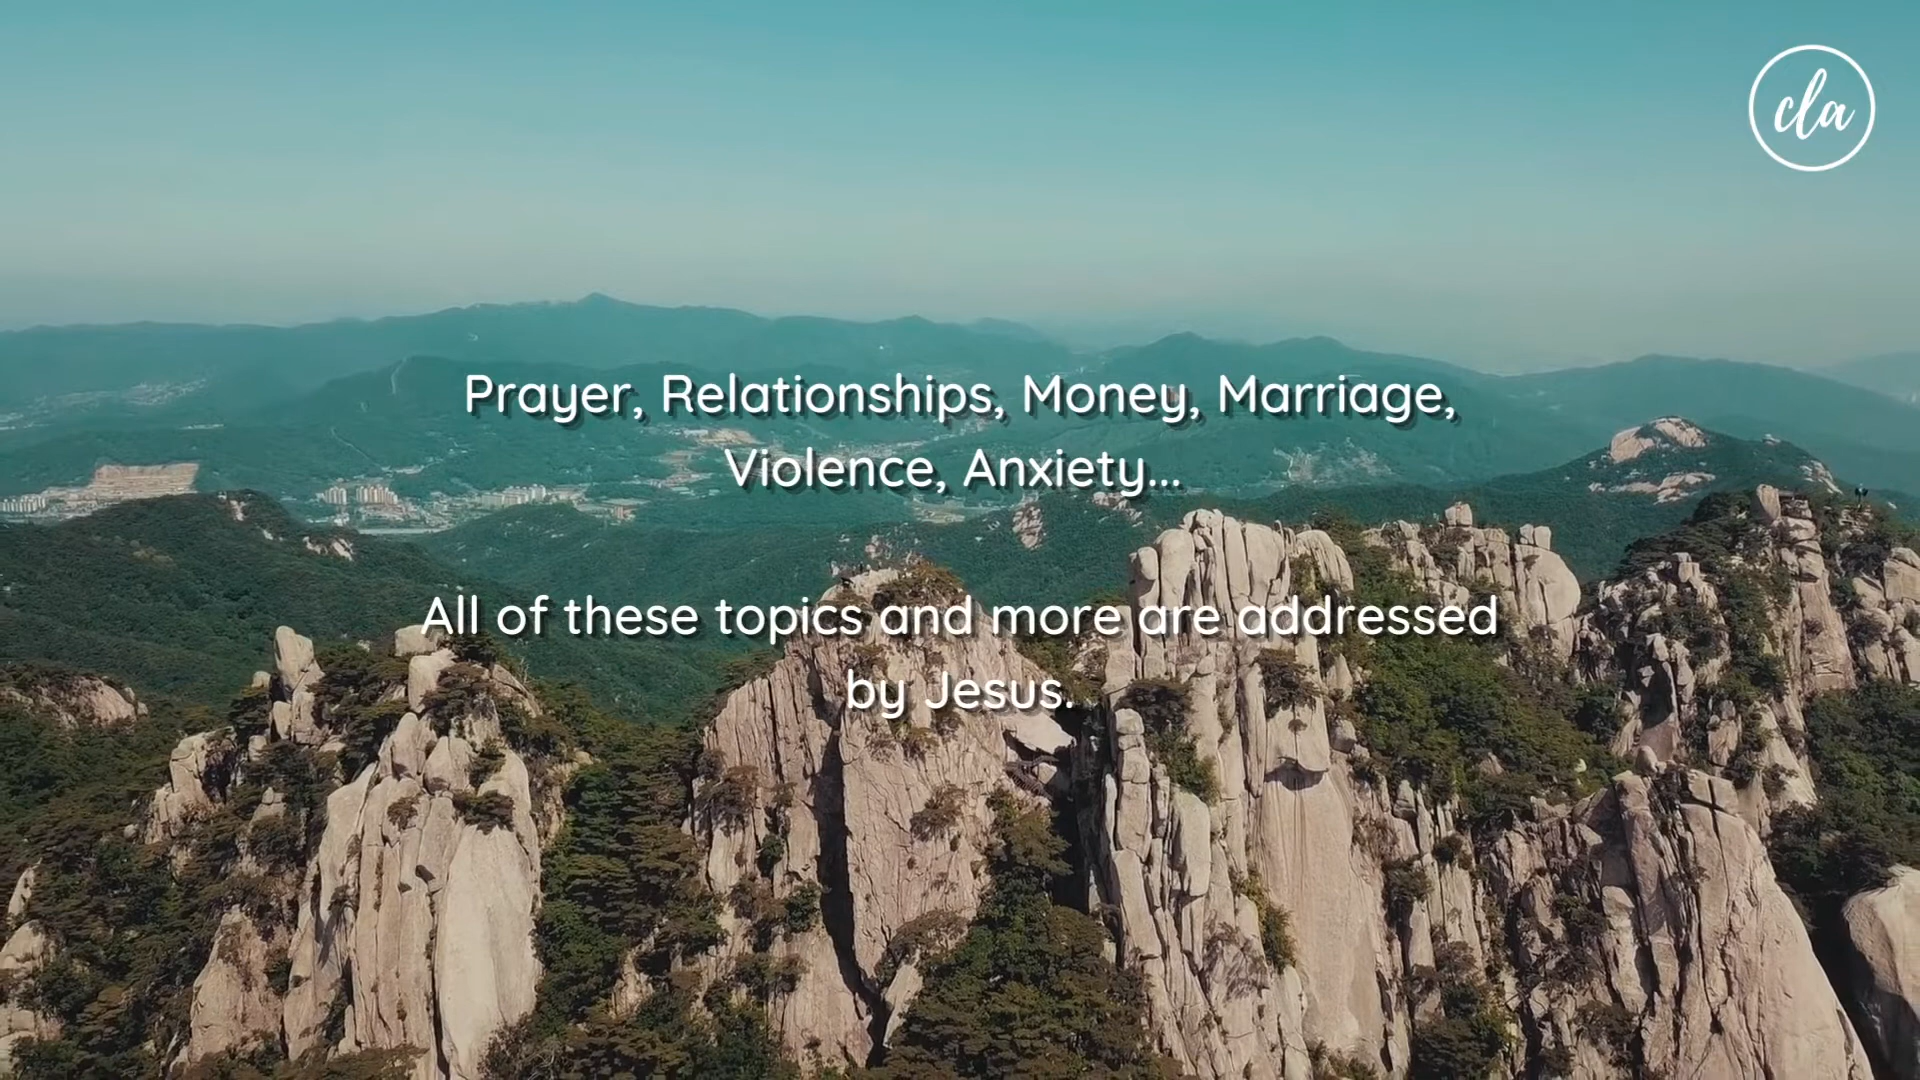 cla
Prayer, Relationships, Money, Marriage,
Violence, Anxiety...
All of these topics and more are addressed
by Jesus.